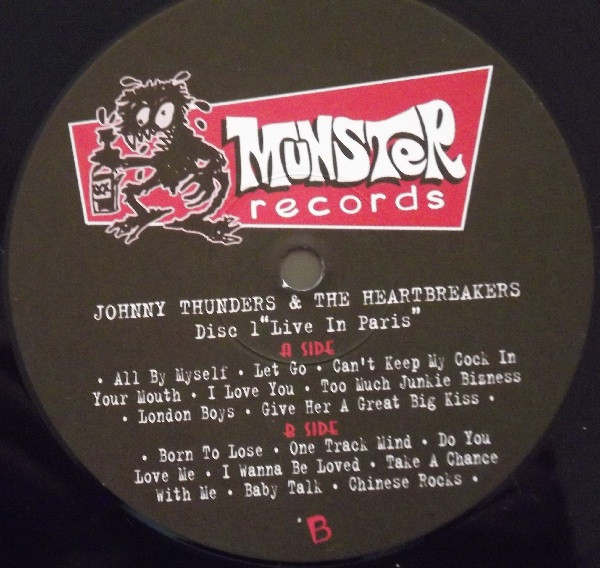 MUNSTER
records
JOHNNY THUNDERS & THE HEARTBREAKERS
Disc 1"Live In Paris"
A SIDE
• All By Myself • Let Go • Can't Keep My Cock In
Your Mouth • I Love You • Too Much Junkie Bizness
• London Boys • Give Her A Great Big Kiss •
B SIDE
• Born To Lose • One Track Mind • Do You
Love Me • I Wanna Be Loved • Take A Chance
With Me • Baby Talk • Chinese Rocks •
B